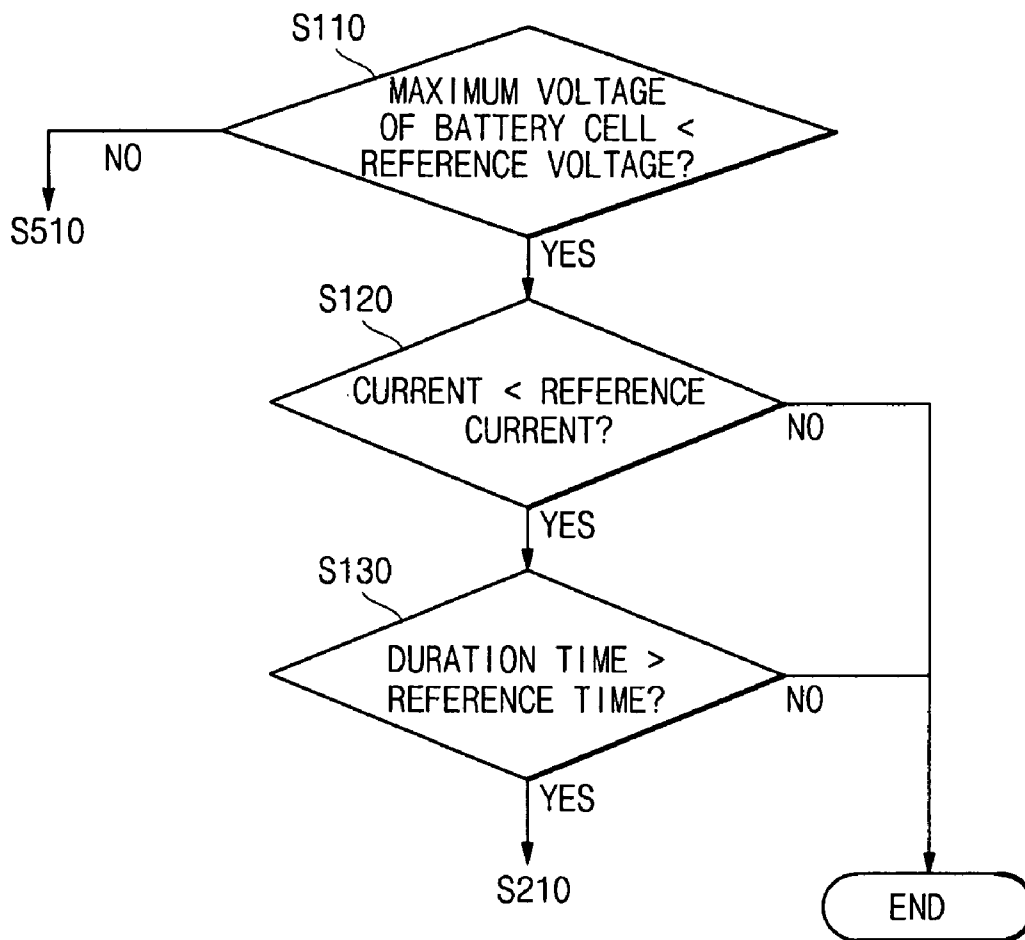 S110
MAXIMUM VOLTAGE
OF BATTERY CELL <
REFERENCE VOLTAGE?
NO
S510
YES
S120
CURRENT < REFERENCE
CURRENT?
NO
YES
S130
DURATION TIME >
REFERENCE TIME?
NO
YES
S210
END